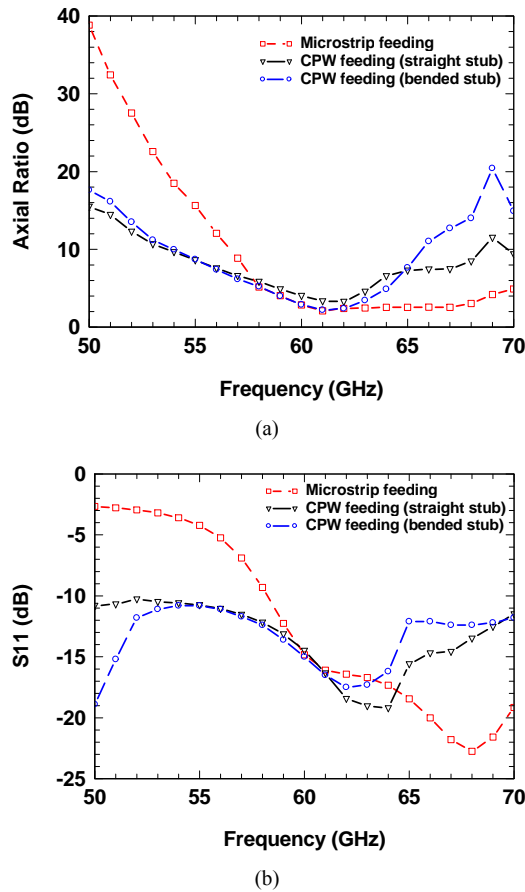 40
30
20
10
0
Axial Ratio (dB)
Microstrip feeding
CPW feeding (straight stub)
CPW feeding (bended stub)
50
55
60
65
70
Frequency (GHz)
(a)
0
-5
-10
-15
-20
-25
S11 (dB)
Microstrip feeding
CPW feeding (straight stub)
CPW feeding (bended stub)
50
55
60
65
70
Frequency (GHz)
(b)